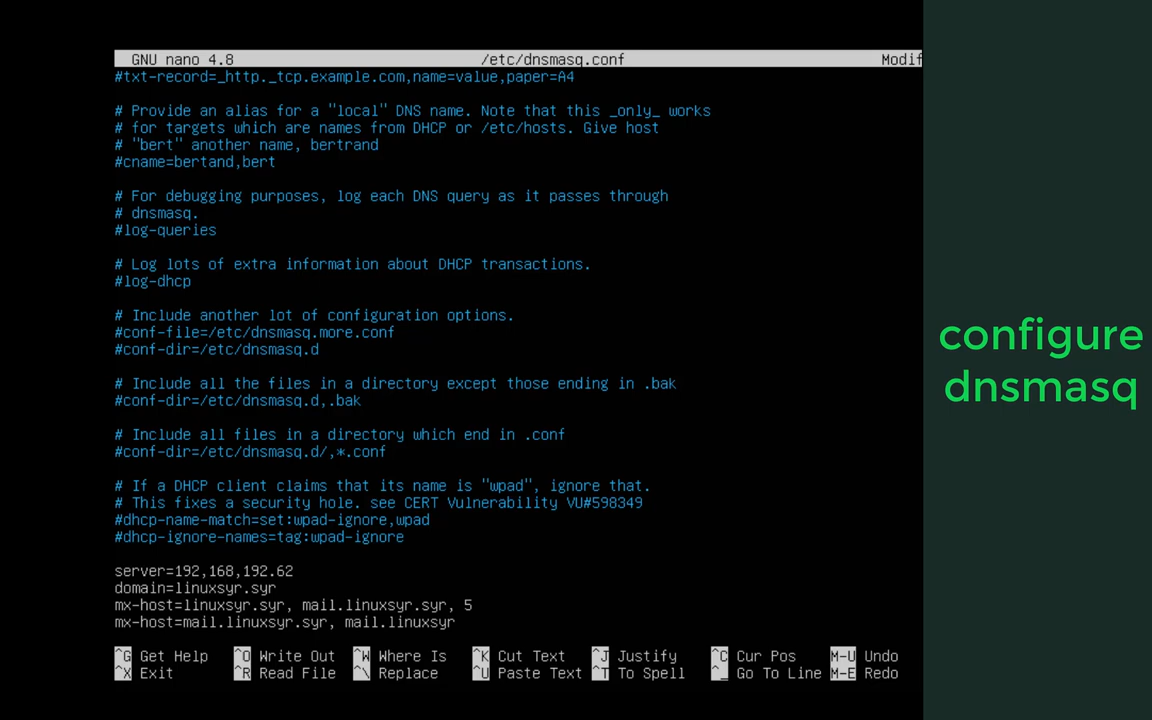 GNU nano 4.8 /etc/dnsmasq.conf Modif
#txt-record=_http._tcp.example.com,name=value,paper=A4
# Provide an alias for a "local" DNS name. Note that this _only_ works
# for targets which are names from DHCP or /etc/hosts. Give host
# "bert" another name, bertrand
#cname=bertand,bert
# For debugging purposes, log each DNS query as it passes through
# dnsmasq.
#log-queries
# Log lots of extra information about DHCP transactions.
#log-dhcp
# Include another lot of configuration options.
#conf-file=/etc/dnsmasq.more.conf
#conf-dir=/etc/dnsmasq.d
# Include all the files in a directory except those ending in .bak
#conf-dir=/etc/dnsmasq.d,.bak
# Include all files in a directory which end in .conf
#conf-dir=/etc/dnsmasq.d/,*.conf
# If a DHCP client claims that its name is "wpad", ignore that.
# This fixes a security hole. see CERT Vulnerability VU#598349
#dhcp-name-match=set:wpad-ignore,wpad
#dhcp-ignore-names=tag:wpad-ignore
server=192,168,192.62
domain=linuxsyr.syr
mx-host=linuxsyr.syr, mail.linuxsyr.syr, 5
mx-host=mail.linuxsyr.syr, mail.linuxsyr
^G Get Help ^O Write Out ^W Where Is ^K Cut Text ^J Justify ^C Cur Pos M-U Undo
^X Exit ^R Read File ^\ Replace ^U Paste Text ^T To Spell ^_ Go To Line M-E Redo
configure
dnsmasq